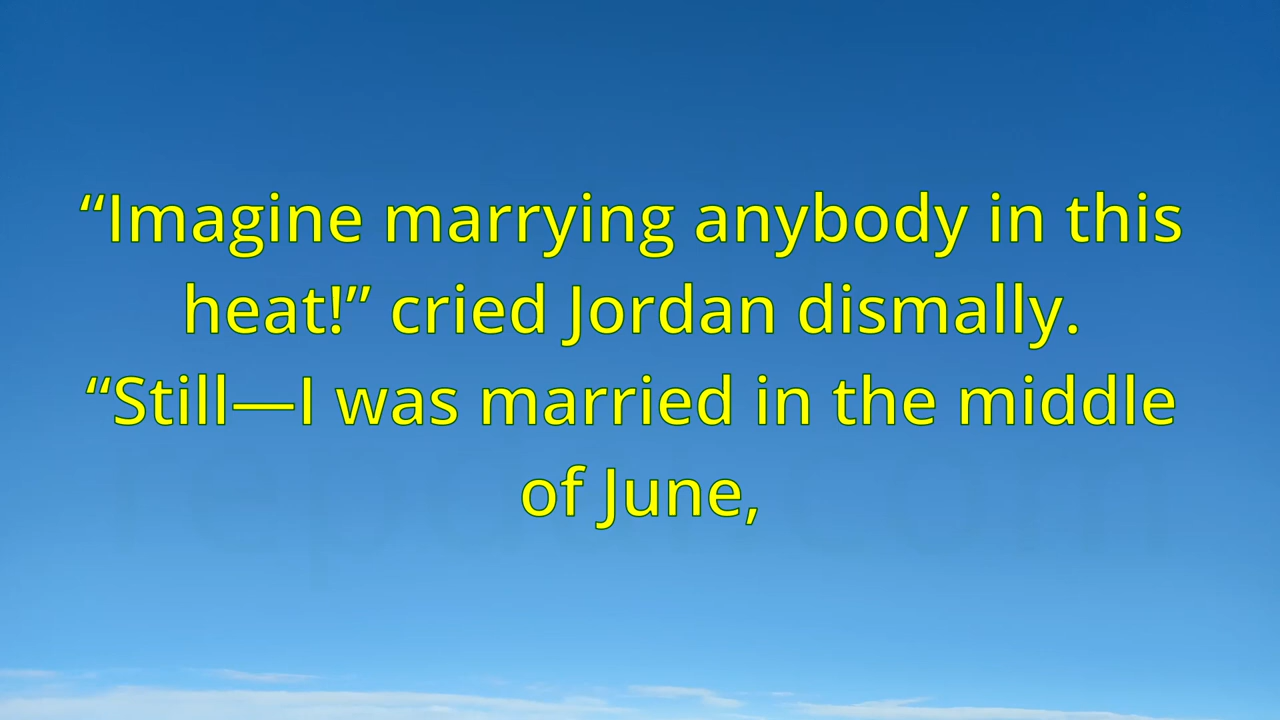 “Imagine marrying anybody in this
heat!” cried Jordan dismally.
“Still—I was married in the middle
of June,